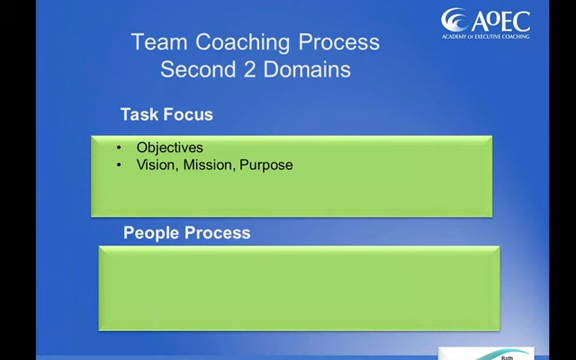 AOEC
ACADEMY OF EXECUTIVE COACHING
Team Coaching Process
Second 2 Domains
Task Focus
• Objectives
• Vision, Mission, Purpose
People Process
Bath